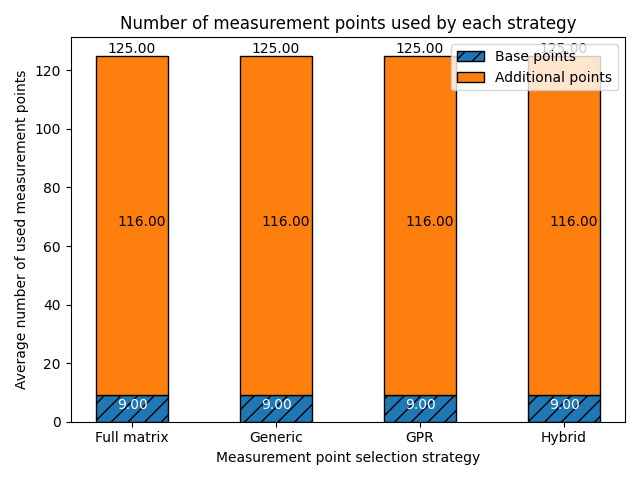 Number of measurement points used by each strategy
125.00
125.00
125.00
125.00
Base points
Additional points
120
100
80
60
40
20
0
116.00
116.00
116.00
116.00
9.00
9.00
9.00
9.00
Average number of used measurement points
Full matrix
Generic
GPR
Hybrid
Measurement point selection strategy